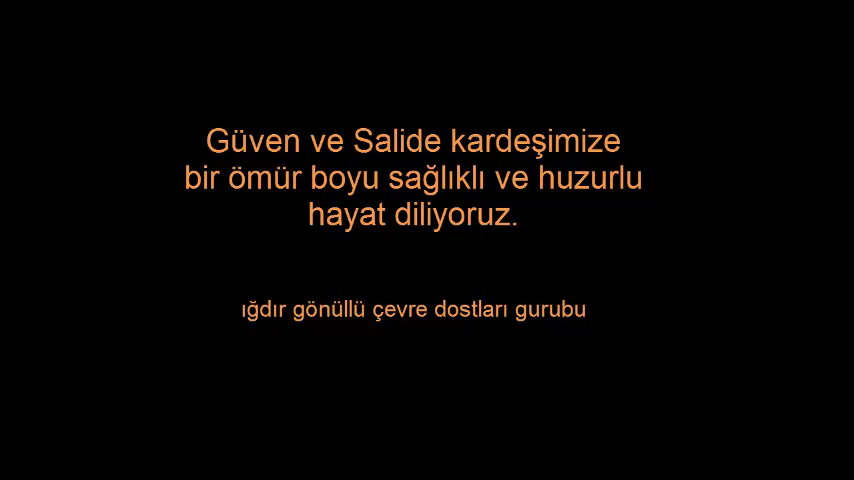 Güven ve Salide kardeşimize
bir ömür boyu sağlıklı ve huzurlu
hayat diliyoruz.
ığdır gönüllü çevre dostları gurubu